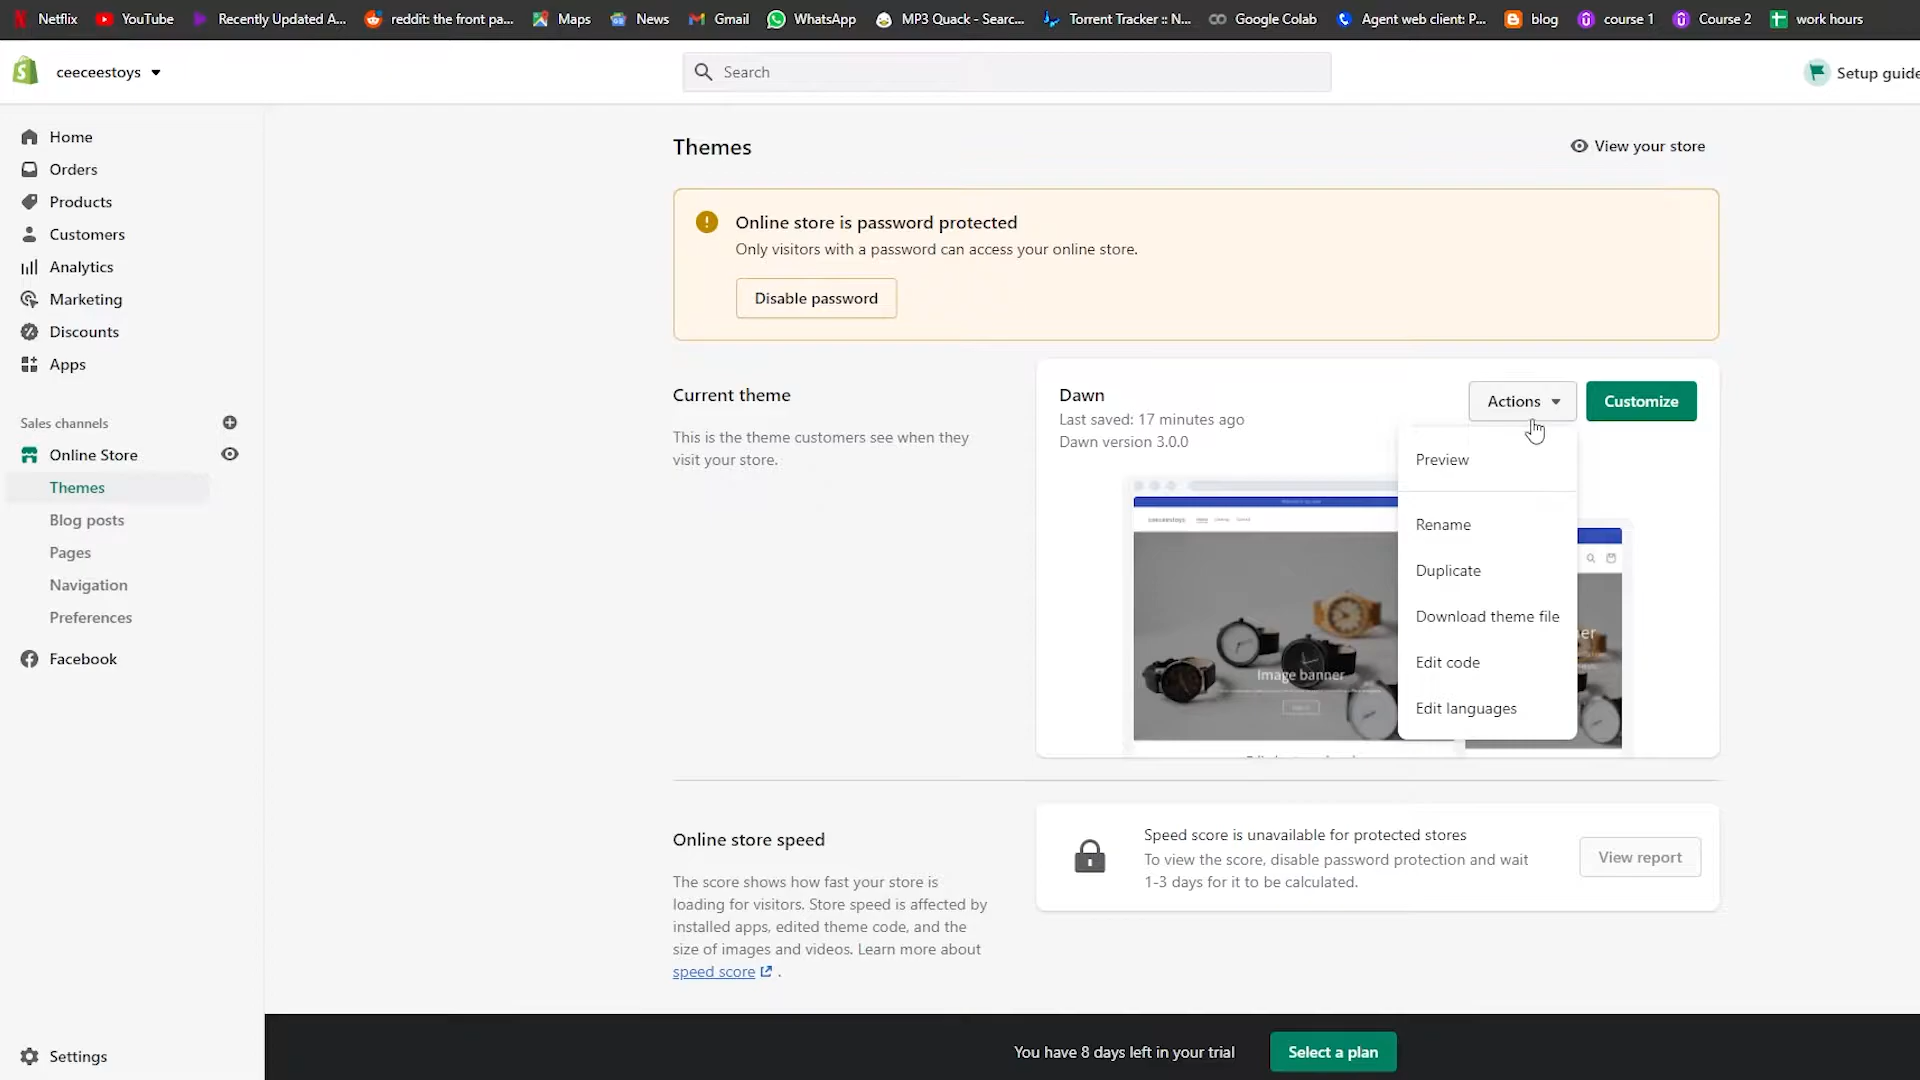 Netflix
YouTube
Recently Updated A...
reddit: the front pa...
Maps
News
Gmail
WhatsApp
MP3 Quack - Searc...
Torrent Tracker :: N...
Google Colab
Agent web client: P...
blog
course 1
Course 2
work hours
ceeceestoys
Search
Setup guide
Home
Orders
Products
Customers
Analytics
Marketing
Discounts
Apps
Sales channels
Online Store
Themes
Blog posts
Pages
Navigation
Preferences
Facebook
Settings
Themes
View your store
Online store is password protected
Only visitors with a password can access your online store.
Disable password
Current theme
This is the theme customers see when they
visit your store.
Dawn
Last saved: 17 minutes ago
Dawn version 3.0.0
Actions
Customize
Preview
Rename
Duplicate
Download theme file
Edit code
Edit languages
ceeceestoys
Image banner
Online store speed
The score shows how fast your store is
loading for visitors. Store speed is affected by
installed apps, edited theme code, and the
size of images and videos. Learn more about
speed score .
Speed score is unavailable for protected stores
To view the score, disable password protection and wait
1-3 days for it to be calculated.
View report
You have 8 days left in your trial
Select a plan